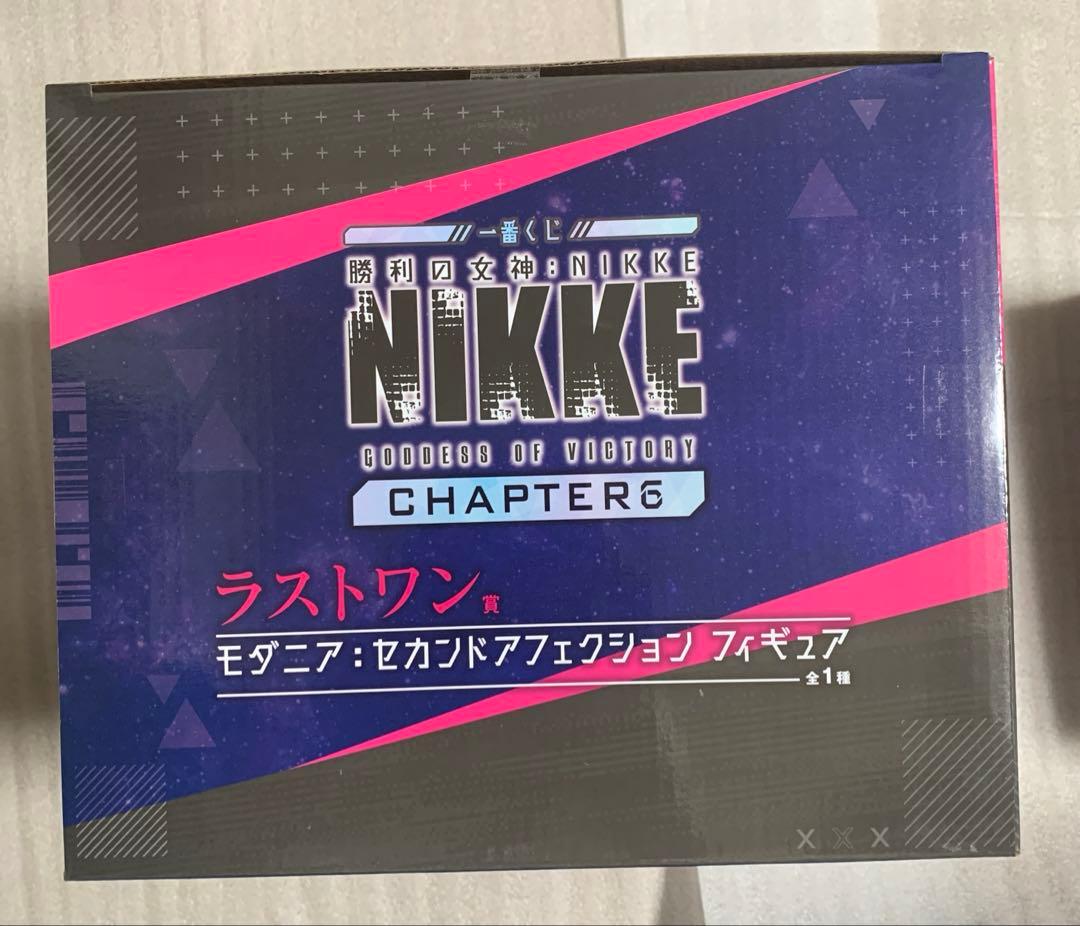 一番くじ
勝利の女神:NIKKE
NIKKE
GODDESS OF VICTORY
CHAPTER6
ラストワン賞
モダニア:セカンドアフェクション フィギュア
全1種
X X X